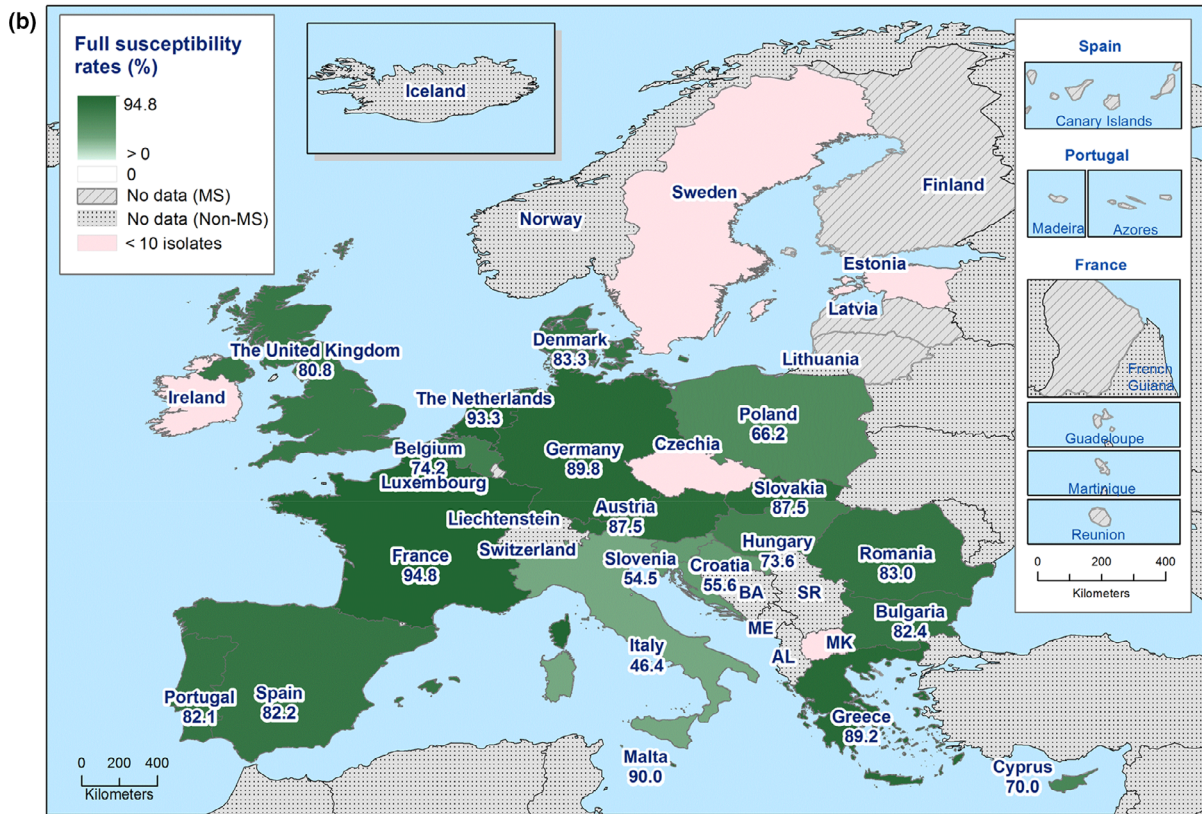 (b)
Full susceptibility
rates (%)
94.8
> 0
0
No data (MS)
No data (Non-MS)
< 10 isolates
Iceland
Norway
Sweden
Finland
Estonia
Latvia
Lithuania
Denmark
83.3
The United Kingdom
80.8
Ireland
The Netherlands
93.3
Belgium
74.2
Luxembourg
Germany
89.8
Poland
66.2
Czechia
Slovakia
87.5
Austria
87.5
Liechtenstein
Switzerland
France
94.8
Slovenia
54.5
Croatia
55.6
Hungary
73.6
Romania
83.0
BA
SR
Bulgaria
82.4
ME
MK
AL
Italy
46.4
Portugal
82.1
Spain
82.2
Greece
89.2
Malta
90.0
Cyprus
70.0
0 200 400
Kilometers
Spain
Canary Islands
Portugal
Madeira
Azores
France
French
Guiana
Guadeloupe
Martinique
Reunion
0 200 400
Kilometers